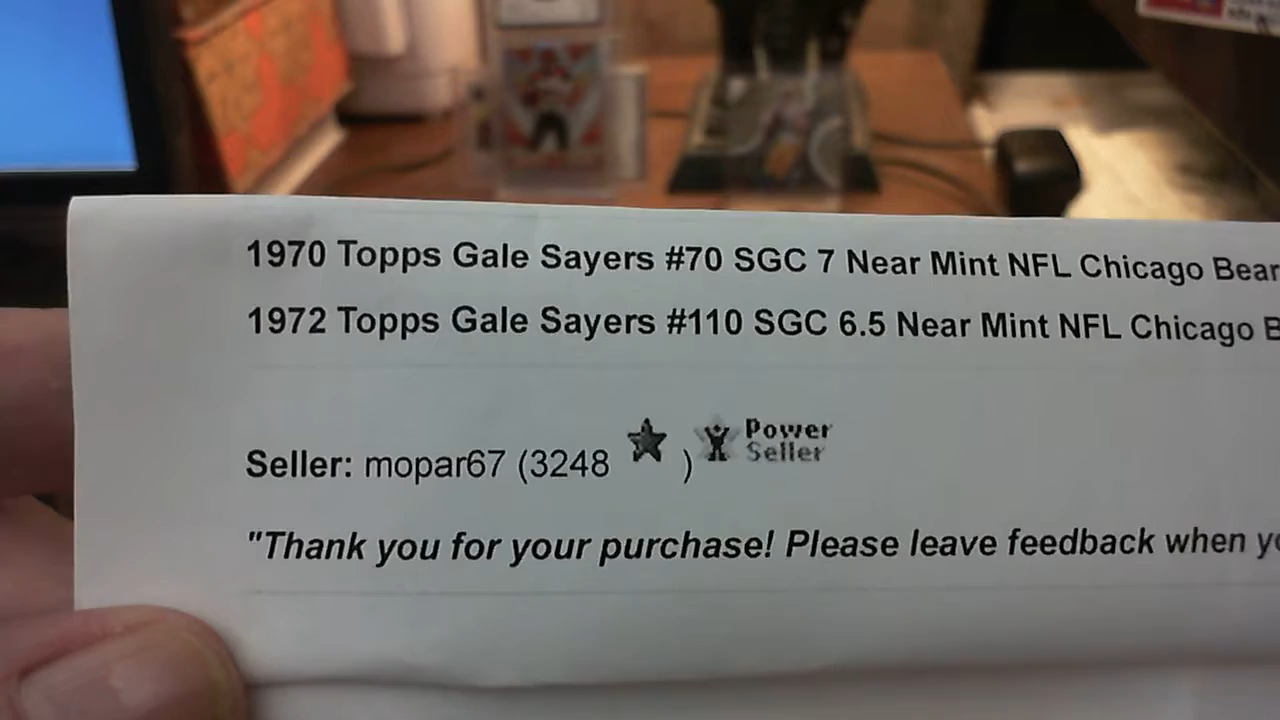 1970 Topps Gale Sayers #70 SGC 7 Near Mint NFL Chicago Bear
1972 Topps Gale Sayers #110 SGC 6.5 Near Mint NFL Chicago B
Seller: mopar67 (3248 ) Power Seller
"Thank you for your purchase! Please leave feedback when yo